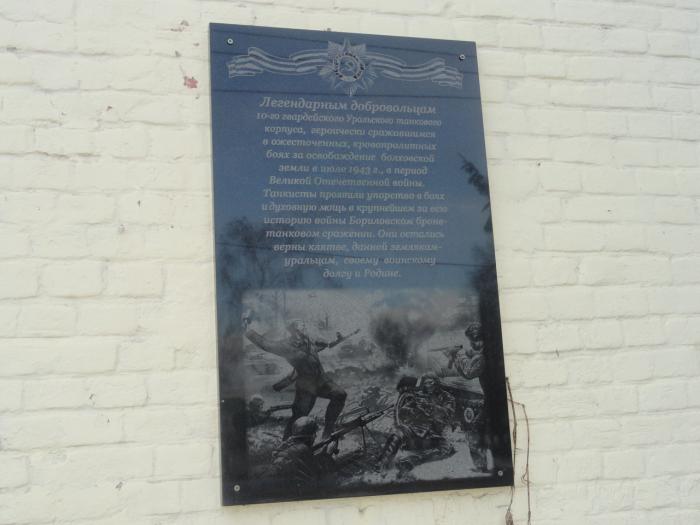 Легендарным добровольцам
10-го гвардейского Уральского танкового
корпуса, героически сражавшимся
в ожесточенных, кровопролитных
боях за освобаждение болховской
земли в июле 1943 г., в период
Великой Отечественной войны.
Танкисты проявили упорство в боях
и духовную мощь в крупнейшем за всю
историю войны Бориловском броне-
танковом сражении. Они остались
верны клятве, данной землякам-
уральцам, своему воинскому
долгу и Родине.